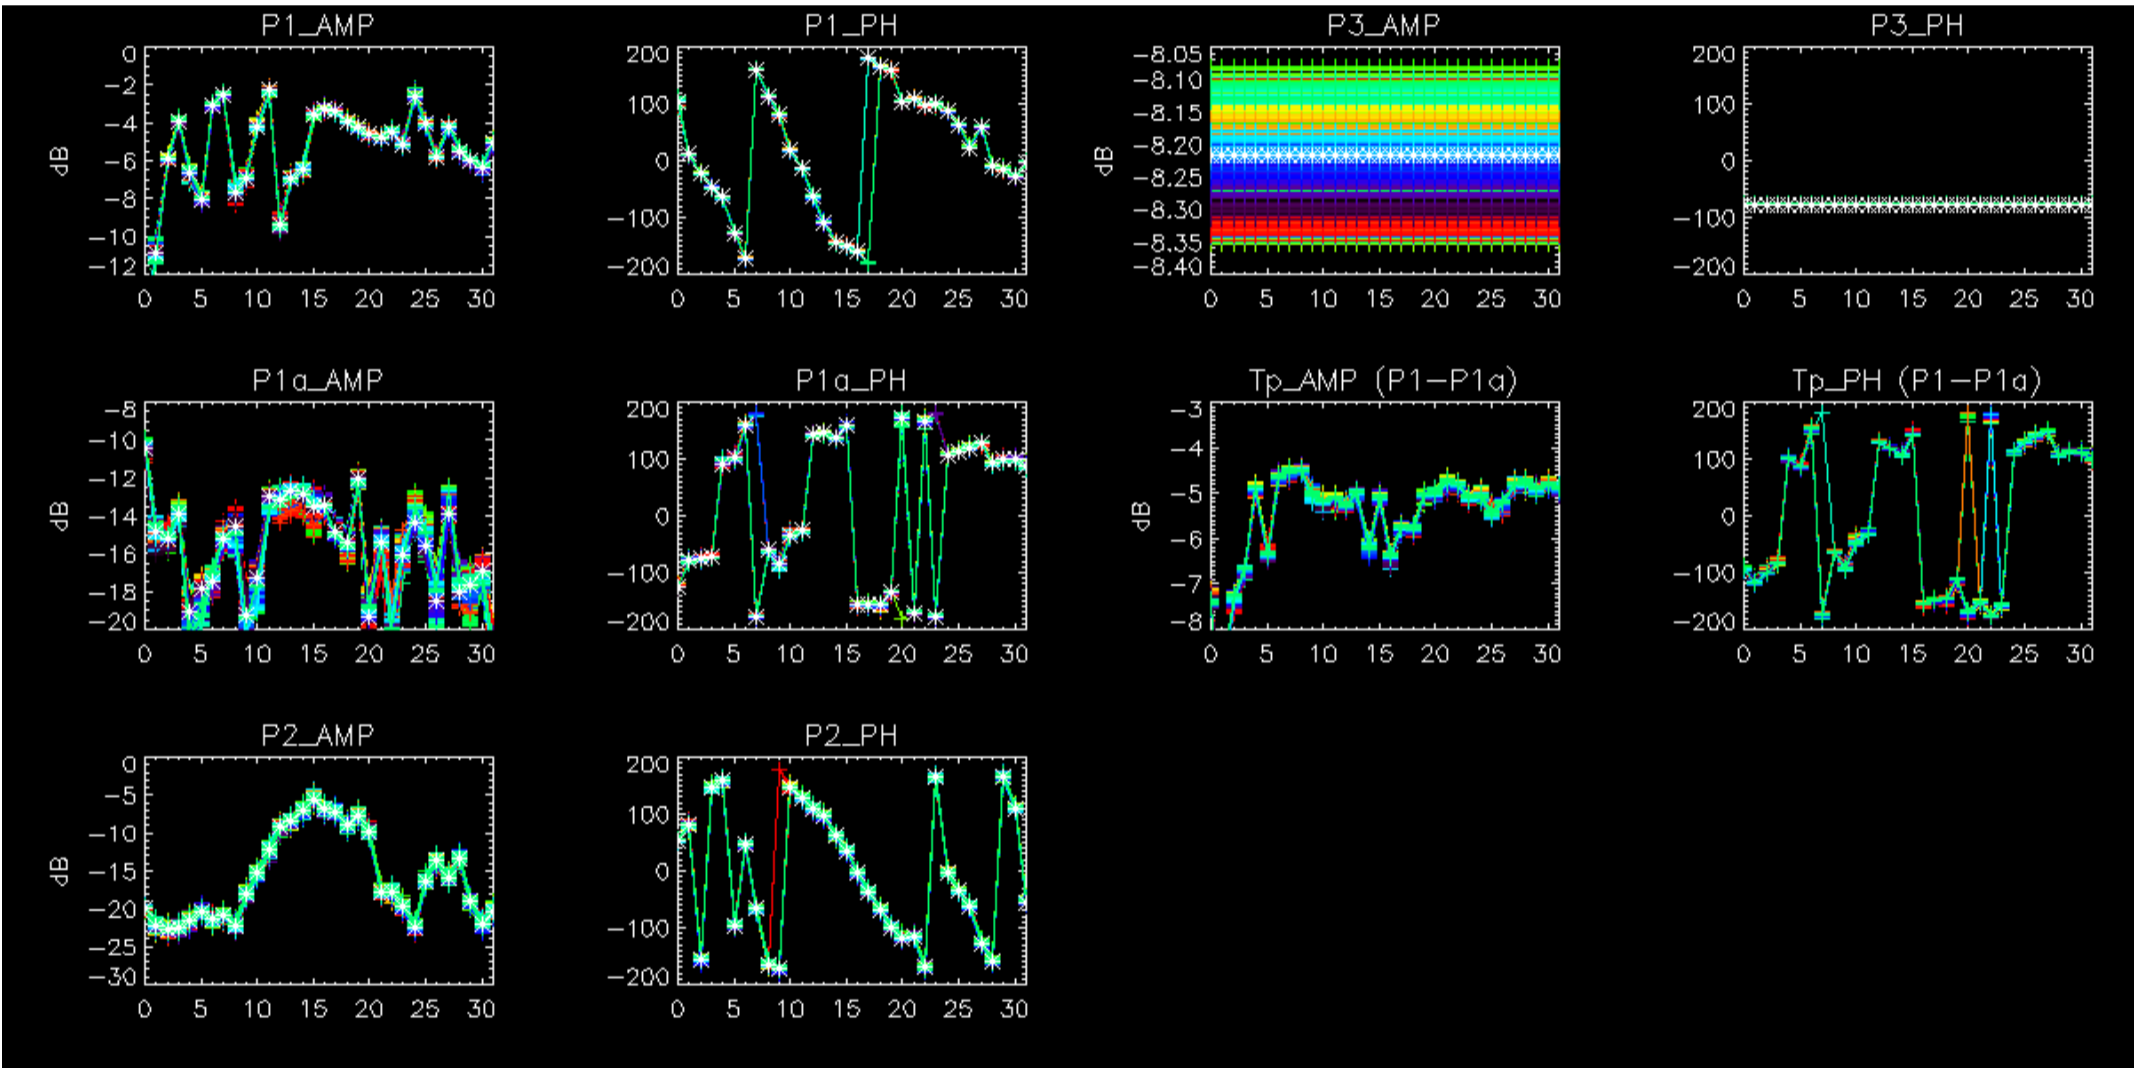 P1_AMP
P1_PH
P3_AMP
P3_PH
0
-2
-4
-6
-8
-10
-12
dB
0 5 10 15 20 25 30
200
100
0
-100
-200
0 5 10 15 20 25 30
-8.05
-8.10
-8.15
-8.20
-8.25
-8.30
-8.35
-8.40
dB
0 5 10 15 20 25 30
200
100
0
-100
-200
0 5 10 15 20 25 30
P1a_AMP
P1a_PH
Tp_AMP (P1-P1a)
Tp_PH (P1-P1a)
-8
-10
-12
-14
-16
-18
-20
dB
0 5 10 15 20 25 30
200
100
0
-100
-200
0 5 10 15 20 25 30
-3
-4
-5
-6
-7
-8
dB
0 5 10 15 20 25 30
200
100
0
-100
-200
0 5 10 15 20 25 30
P2_AMP
P2_PH
0
-5
-10
-15
-20
-25
-30
dB
0 5 10 15 20 25 30
200
100
0
-100
-200
0 5 10 15 20 25 30